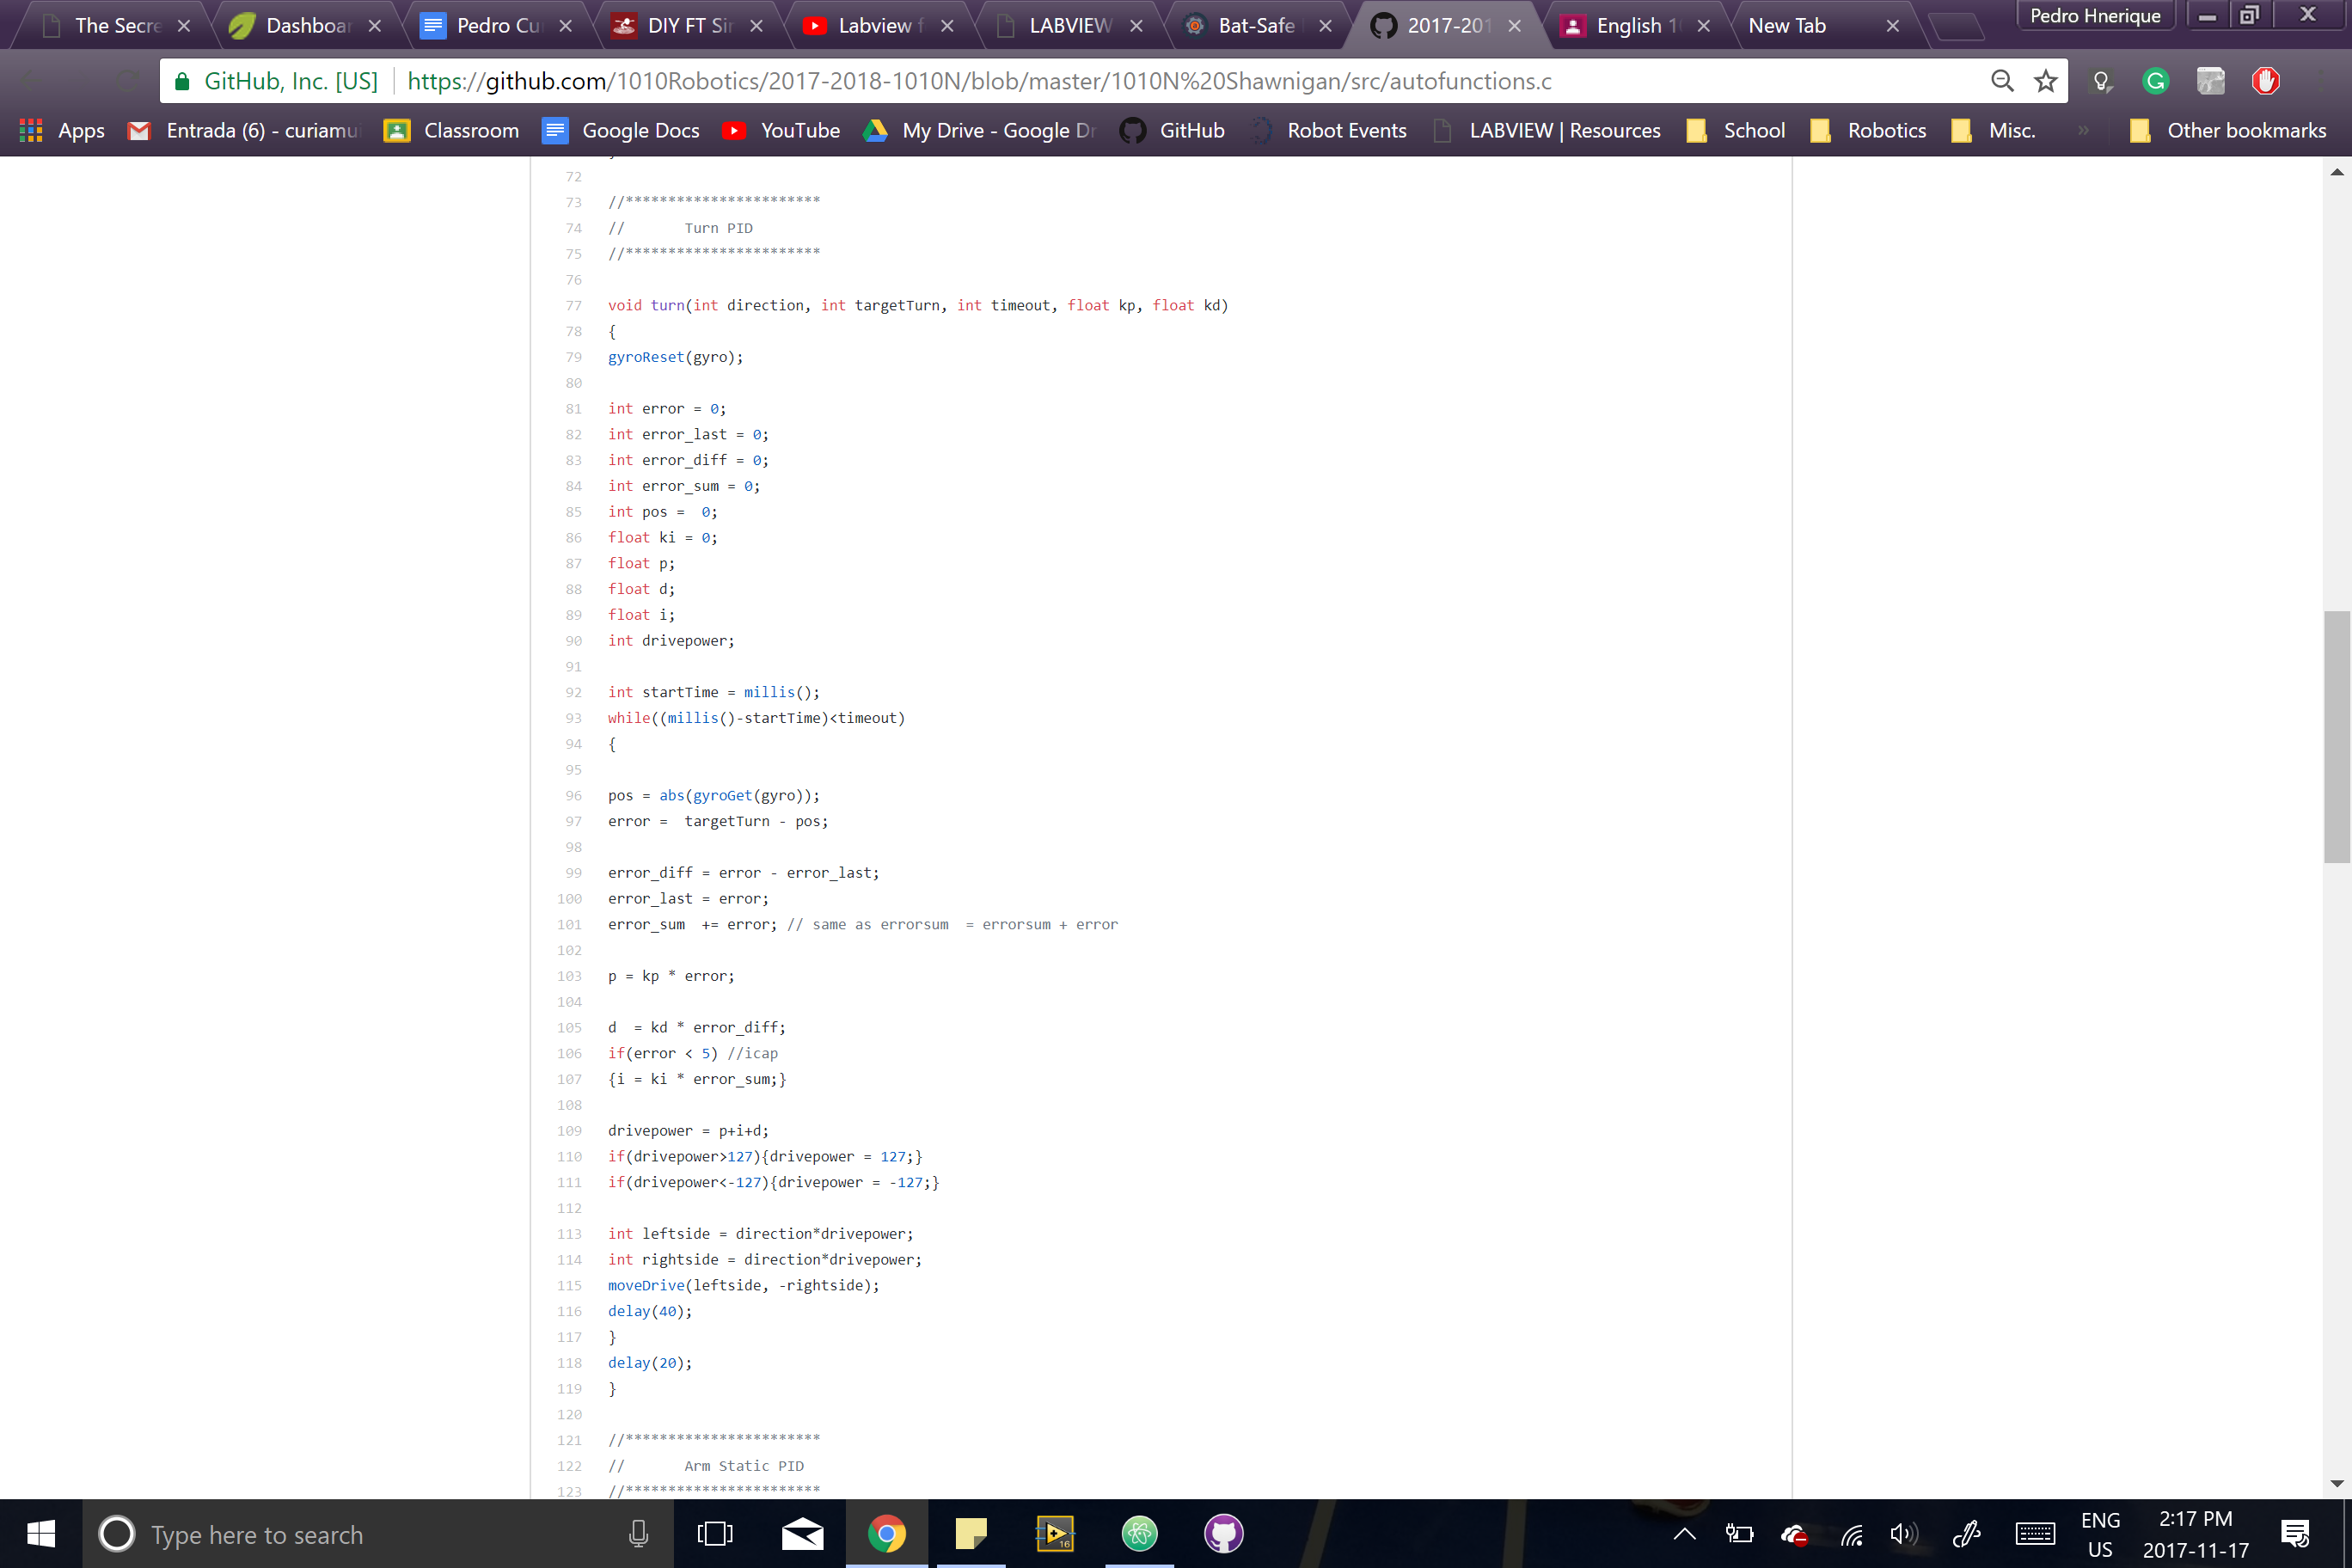 The Secre
Dashboar
Pedro Cu
DIY FT Sir
Labview f
LABVIEW
Bat-Safe
2017-201
English 1
New Tab
Pedro Hnerique
GitHub, Inc. [US] https://github.com/1010Robotics/2017-2018-1010N/blob/master/1010N%20Shawnigan/src/autofunctions.c
Apps Entrada (6) - curiamu Classroom Google Docs YouTube My Drive - Google Dr GitHub Robot Events LABVIEW | Resources School Robotics Misc. » Other bookmarks
72
73 //***********************
74 // Turn PID
75 //***********************
76
77 void turn(int direction, int targetTurn, int timeout, float kp, float kd)
78 {
79 gyroReset(gyro);
80
81 int error = 0;
82 int error_last = 0;
83 int error_diff = 0;
84 int error_sum = 0;
85 int pos =  0;
86 float ki = 0;
87 float p;
88 float d;
89 float i;
90 int drivepower;
91
92 int startTime = millis();
93 while((millis()-startTime)<timeout)
94 {
95
96 pos = abs(gyroGet(gyro));
97 error =  targetTurn - pos;
98
99 error_diff = error - error_last;
100 error_last = error;
101 error_sum  += error; // same as errorsum  = errorsum + error
102
103 p = kp * error;
104
105 d  = kd * error_diff;
106 if(error < 5) //icap
107 {i = ki * error_sum;}
108
109 drivepower = p+i+d;
110 if(drivepower>127){drivepower = 127;}
111 if(drivepower<-127){drivepower = -127;}
112
113 int leftside = direction*drivepower;
114 int rightside = direction*drivepower;
115 moveDrive(leftside, -rightside);
116 delay(40);
117 }
118 delay(20);
119 }
120
121 //***********************
122 // Arm Static PID
123 //***********************
Type here to search
16
ENG
US
2:17 PM
2017-11-17